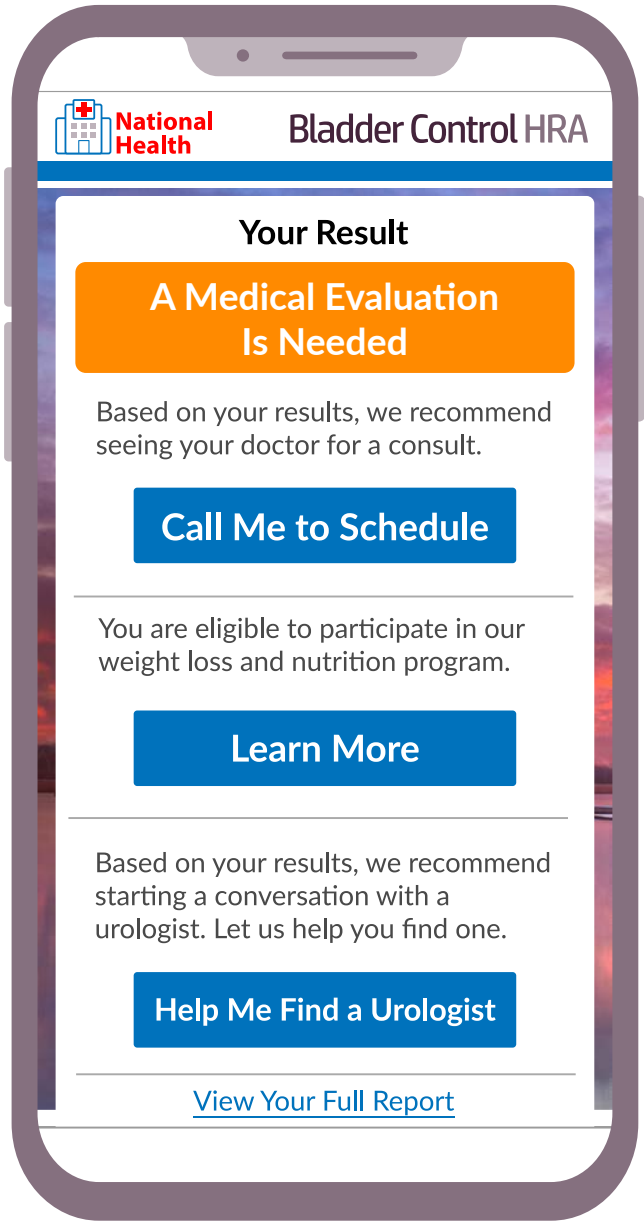 National
Health
Bladder Control HRA
Your Result
A Medical Evaluation
Is Needed
Based on your results, we recommend
seeing your doctor for a consult.
Call Me to Schedule
You are eligible to participate in our
weight loss and nutrition program.
Learn More
Based on your results, we recommend
starting a conversation with a
urologist. Let us help you find one.
Help Me Find a Urologist
View Your Full Report